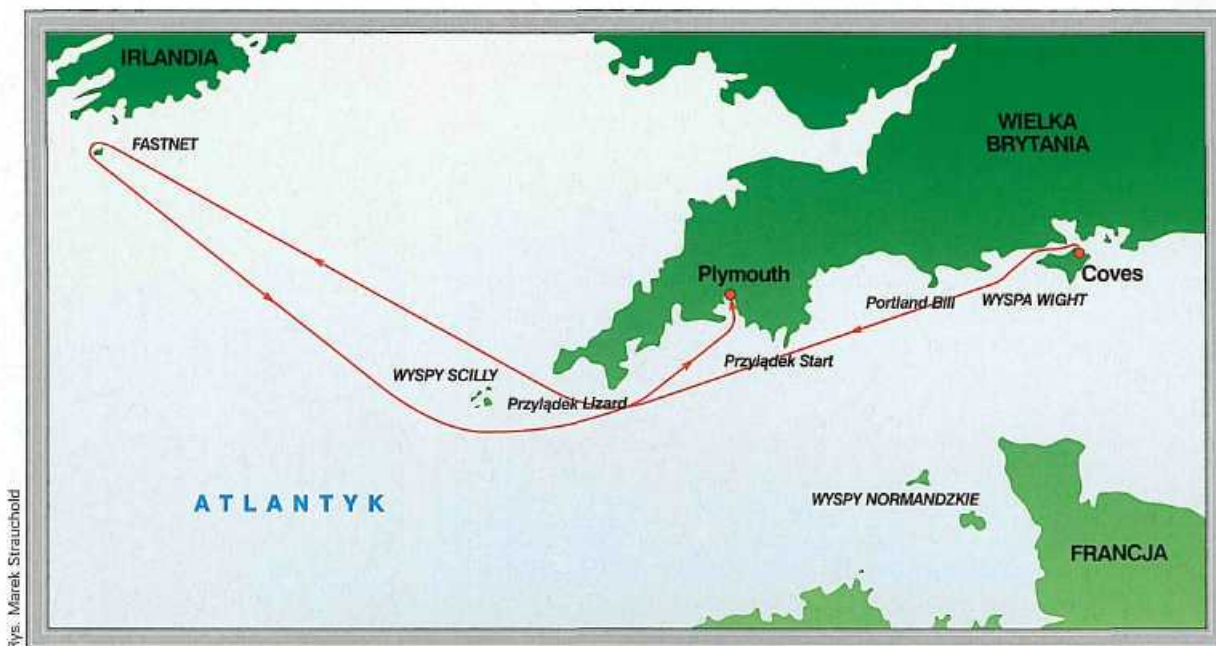 IRLANDIA
FASTNET
WIELKA
BRYTANIA
Plymouth
Coves
Portland Bill
WYSPA WIGHT
Przylądek Start
WYSPY SCILLY
Przylądek Lizard
ATLANTYK
WYSPY NORMANDZKIE
FRANCJA
Rys. Marek Strauchold